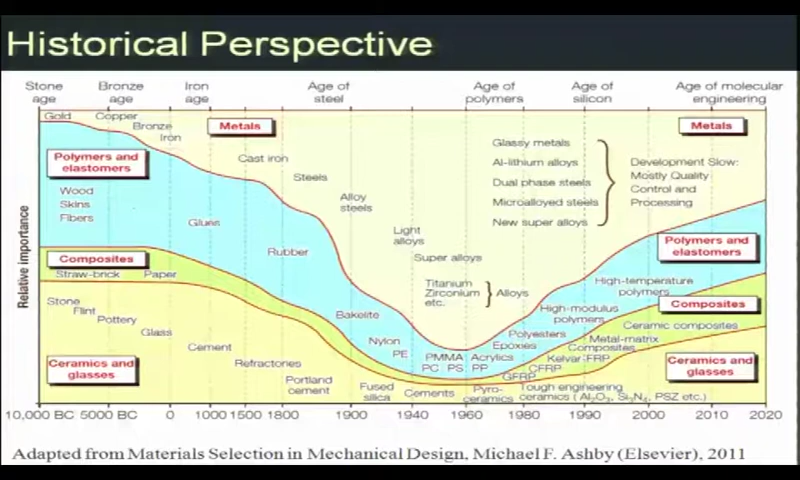 Historical Perspective
Stone age
Bronze age
Iron age
Age of steel
Age of polymers
Age of silicon
Age of molecular engineering
Gold
Copper
Bronze
Iron
Metals
Metals
Glassy metals
Al-lithium alloys
Dual phase steels
Microalloyed steels
New super alloys
Development Slow:
Mostly Quality
Control and
Processing
Polymers and
elastomers
Cast iron
Steels
Wood
Skins
Fibers
Alloy
steels
Glues
Light
alloys
Relative importance
Rubber
Super alloys
Polymers and
elastomers
Composites
Straw-brick
Paper
Titanium
Zirconium
etc.
Alloys
High-temperature
polymers
Composites
Stone
Flint
Pottery
Bakelite
High-modulus
polymers
Ceramic composites
Glass
Nylon
Polyesters
Epoxies
Metal-matrix
Composites
Cement
PE
PMMA
Acrylics
PC
PS
PP
Kelvar-FRP
CFRP
GFRP
Ceramics and
glasses
Refractories
Ceramics and
glasses
Portland
cement
Fused
silica
Cements
Pyro-
ceramics
Tough engineering
ceramics ( Al2O3, Si3N4, PSZ etc.)
10,000 BC
5000 BC
0
1000
1500
1800
1900
1940
1960
1980
1990
2000
2010
2020
Adapted from Materials Selection in Mechanical Design, Michael F. Ashby (Elsevier), 2011